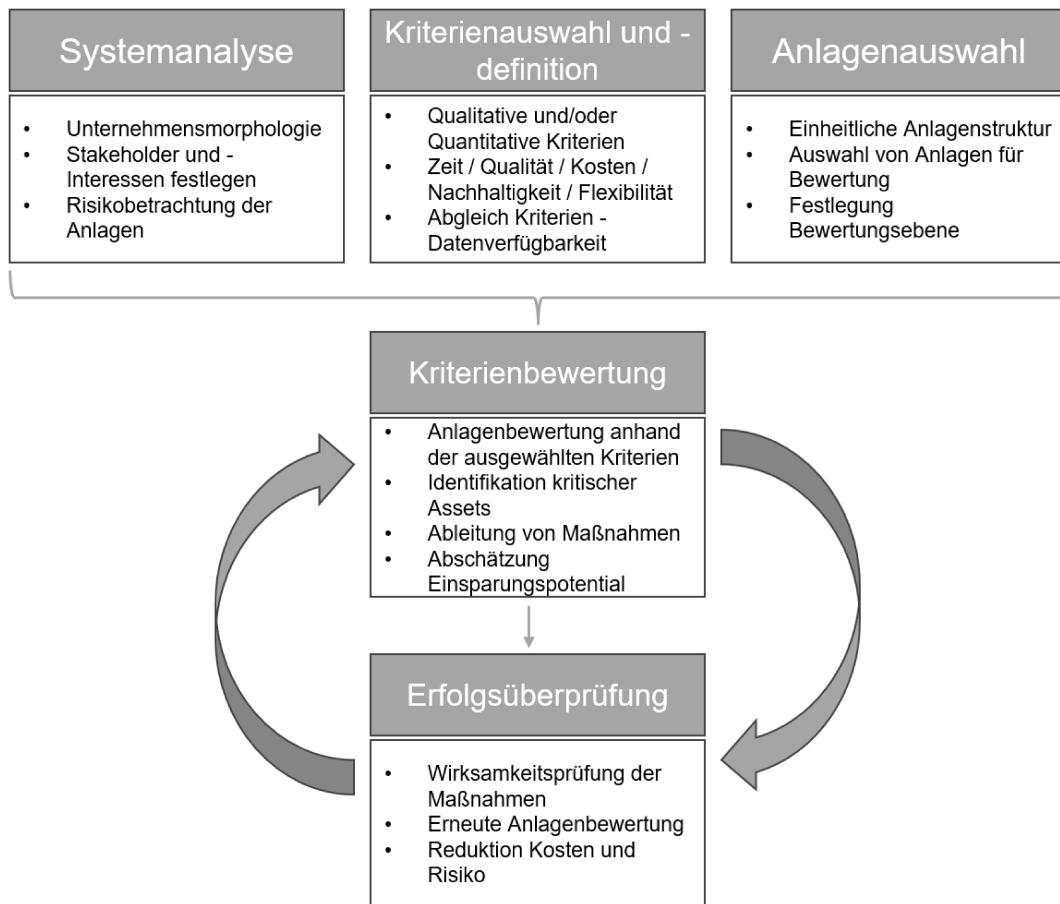 Systemanalyse
• Unternehmensmorphologie
• Stakeholder und -
Interessen festlegen
• Risikobetrachtung der
Anlagen
Kriterienauswahl und -
definition
• Qualitative und/oder
Quantitative Kriterien
• Zeit / Qualität / Kosten /
Nachhaltigkeit / Flexibilität
• Abgleich Kriterien -
Datenverfügbarkeit
Anlagenauswahl
• Einheitliche Anlagenstruktur
• Auswahl von Anlagen für
Bewertung
• Festlegung
Bewertungsebene
Kriterienbewertung
• Anlagenbewertung anhand
der ausgewählten Kriterien
• Identifikation kritischer
Assets
• Ableitung von Maßnahmen
• Abschätzung
Einsparungspotential
Erfolgsüberprüfung
• Wirksamkeitsprüfung der
Maßnahmen
• Erneute Anlagenbewertung
• Reduktion Kosten und
Risiko